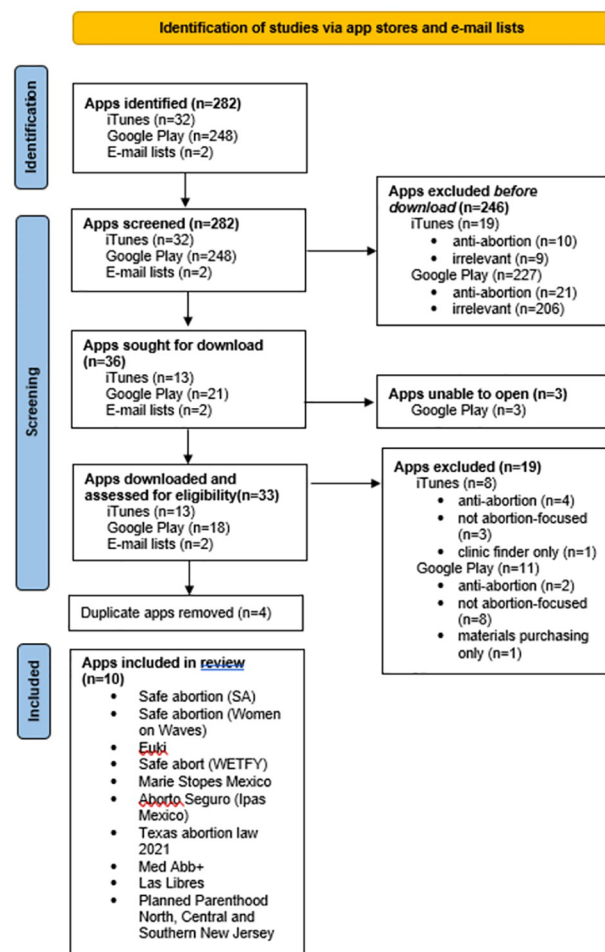 Identification of studies via app stores and e-mail lists
Identification
Apps identified (n=282)
iTunes (n=32)
Google Play (n=248)
E-mail lists (n=2)
Screening
Apps screened (n=282)
iTunes (n=32)
Google Play (n=248)
E-mail lists (n=2)
Apps excluded before
download (n=246)
iTunes (n=19)
• anti-abortion (n=10)
• irrelevant (n=9)
Google Play (n=227)
• anti-abortion (n=21)
• irrelevant (n=206)
Apps sought for download
(n=36)
iTunes (n=13)
Google Play (n=21)
E-mail lists (n=2)
Apps unable to open (n=3)
Google Play (n=3)
Apps downloaded and
assessed for eligibility(n=33)
iTunes (n=13)
Google Play (n=18)
E-mail lists (n=2)
Apps excluded (n=19)
iTunes (n=8)
• anti-abortion (n=4)
• not abortion-focused
(n=3)
• clinic finder only (n=1)
Google Play (n=11)
• anti-abortion (n=2)
• not abortion-focused
(n=8)
• materials purchasing
only (n=1)
Duplicate apps removed (n=4)
Included
Apps included in review
(n=10)
• Safe abortion (SA)
• Safe abortion (Women
on Waves)
• Euki
• Safe abort (WETFY)
• Marie Stopes Mexico
• Aborto Seguro (Ipas
Mexico)
• Texas abortion law
2021
• Med Abb+
• Las Libres
• Planned Parenthood
North, Central and
Southern New Jersey